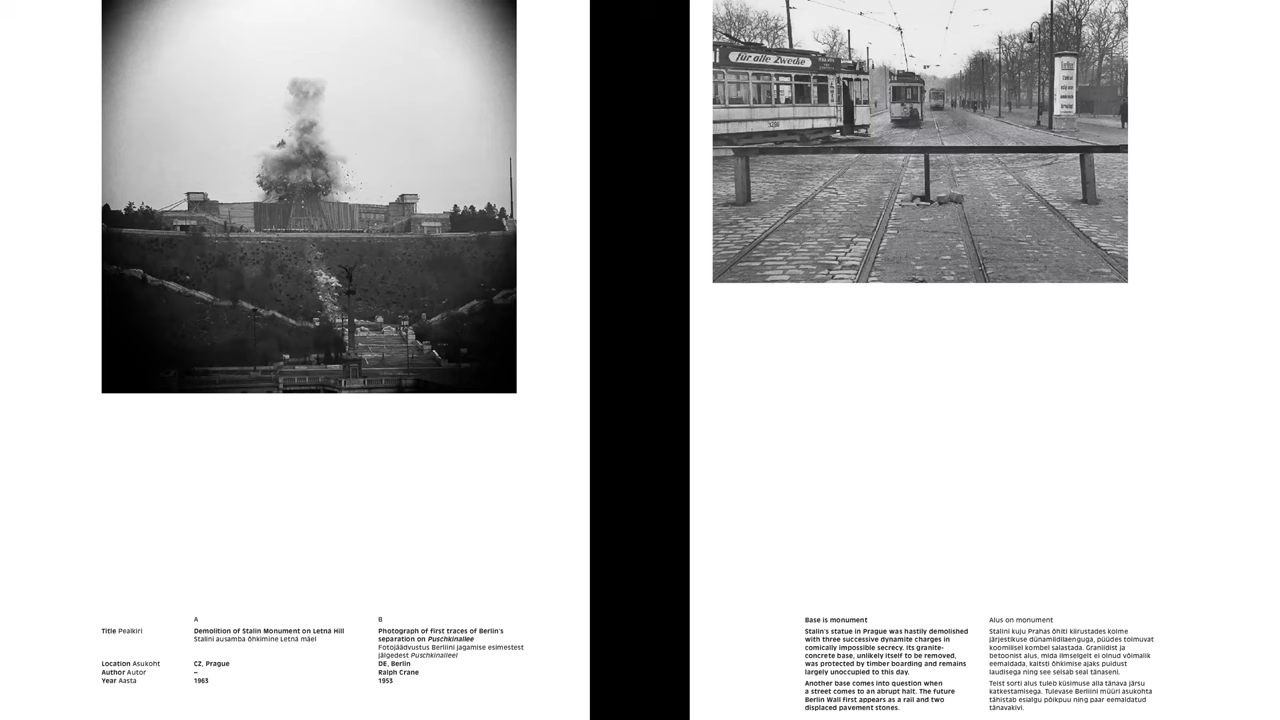 für alle Zwecke
3286
A
B
Title Pealkiri
Demolition of Stalin Monument on Letná Hill
Stalini ausamba õhkimine Letná mäel
Photograph of first traces of Berlin's
separation on Puschkinallee
Fotojäädvustus Berliini jagamise esimestest
jälgedest Puschkinalleel
Location Asukoht
CZ, Prague
DE, Berlin
Author Autor
–
Ralph Crane
Year Aasta
1963
1953
Base is monument
Stalin's statue in Prague was hastily demolished
with three successive dynamite charges in
comically impossible secrecy. Its granite-
concrete base, unlikely itself to be removed,
was protected by timber boarding and remains
largely unoccupied to this day.
Another base comes into question when
a street comes to an abrupt halt. The future
Berlin Wall first appears as a rail and two
displaced pavement stones.
Alus on monument
Stalini kuju Prahas õhiti kiirustades kolme
järjestikuse dünamiidilaenguga, püüdes toimuvat
koomilisel kombel salastada. Graniidist ja
betoonist alus, mida ilmselgelt ei olnud võimalik
eemaldada, kaitsti õhkimise ajaks puidust
laudisega ning see seisab seal tänaseni.
Teist sorti alus tuleb küsimuse alla tänava järsu
katkestamisega. Tulevase Berliini müüri asukohta
tähistab esialgu põikpuu ning paar eemaldatud
tänavakivi.